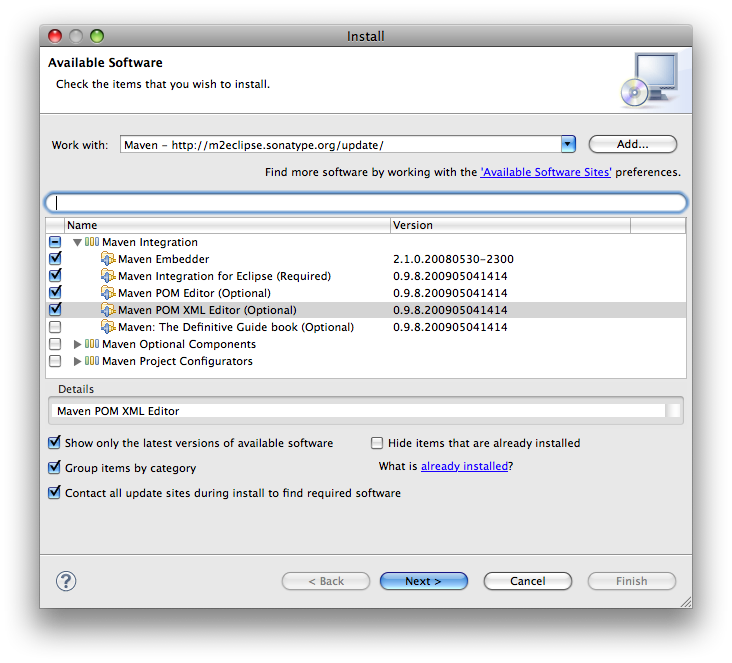 Install
Available Software
Check the items that you wish to install.
Work with: Maven – http://m2eclipse.sonatype.org/update/ Add...
Find more software by working with the 'Available Software Sites' preferences.
Name Version
Maven Integration
Maven Embedder 2.1.0.20080530-2300
Maven Integration for Eclipse (Required) 0.9.8.200905041414
Maven POM Editor (Optional) 0.9.8.200905041414
Maven POM XML Editor (Optional) 0.9.8.200905041414
Maven: The Definitive Guide book (Optional) 0.9.8.200905041414
Maven Optional Components
Maven Project Configurators
Details
Maven POM XML Editor
Show only the latest versions of available software Hide items that are already installed
Group items by category What is already installed?
Contact all update sites during install to find required software
? < Back Next > Cancel Finish